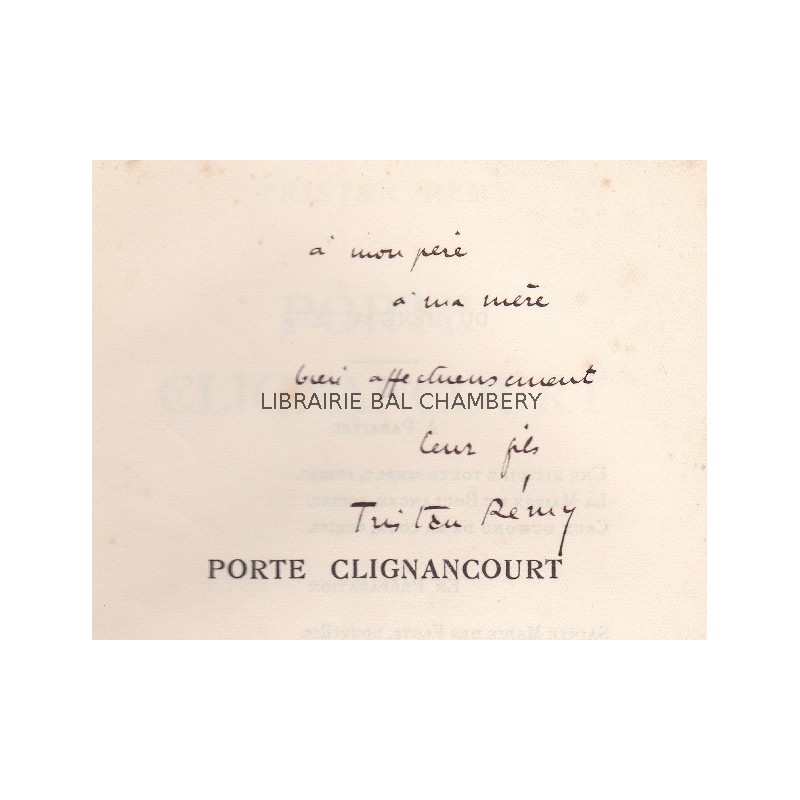 à mon père
à ma mère
bien affectueusement
LIBRAIRIE BAL CHAMBERY
leur fils
Tristan Rémy
PORTE CLIGNANCOURT